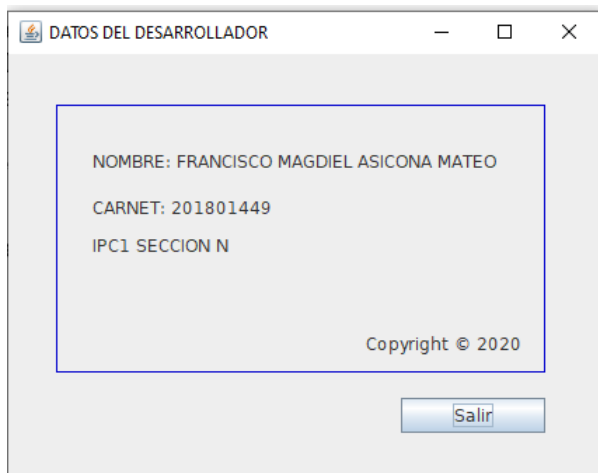 DATOS DEL DESARROLLADOR
NOMBRE: FRANCISCO MAGDIEL ASICONA MATEO
CARNET: 201801449
IPC1 SECCION N
Copyright © 2020
Salir